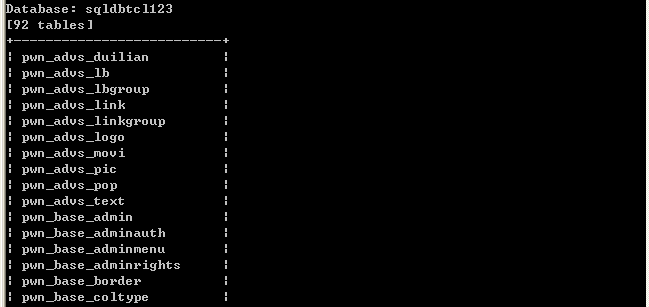 Database: sqldbtcl123
[92 tables]
+--------------------------+
¦ pwn_advs_duilian ¦
¦ pwn_advs_lb ¦
¦ pwn_advs_lbgroup ¦
¦ pwn_advs_link ¦
¦ pwn_advs_linkgroup ¦
¦ pwn_advs_logo ¦
¦ pwn_advs_movi ¦
¦ pwn_advs_pic ¦
¦ pwn_advs_pop ¦
¦ pwn_advs_text ¦
¦ pwn_base_admin ¦
¦ pwn_base_adminauth ¦
¦ pwn_base_adminmenu ¦
¦ pwn_base_adminrights ¦
¦ pwn_base_border ¦
¦ pwn_base_coltype ¦